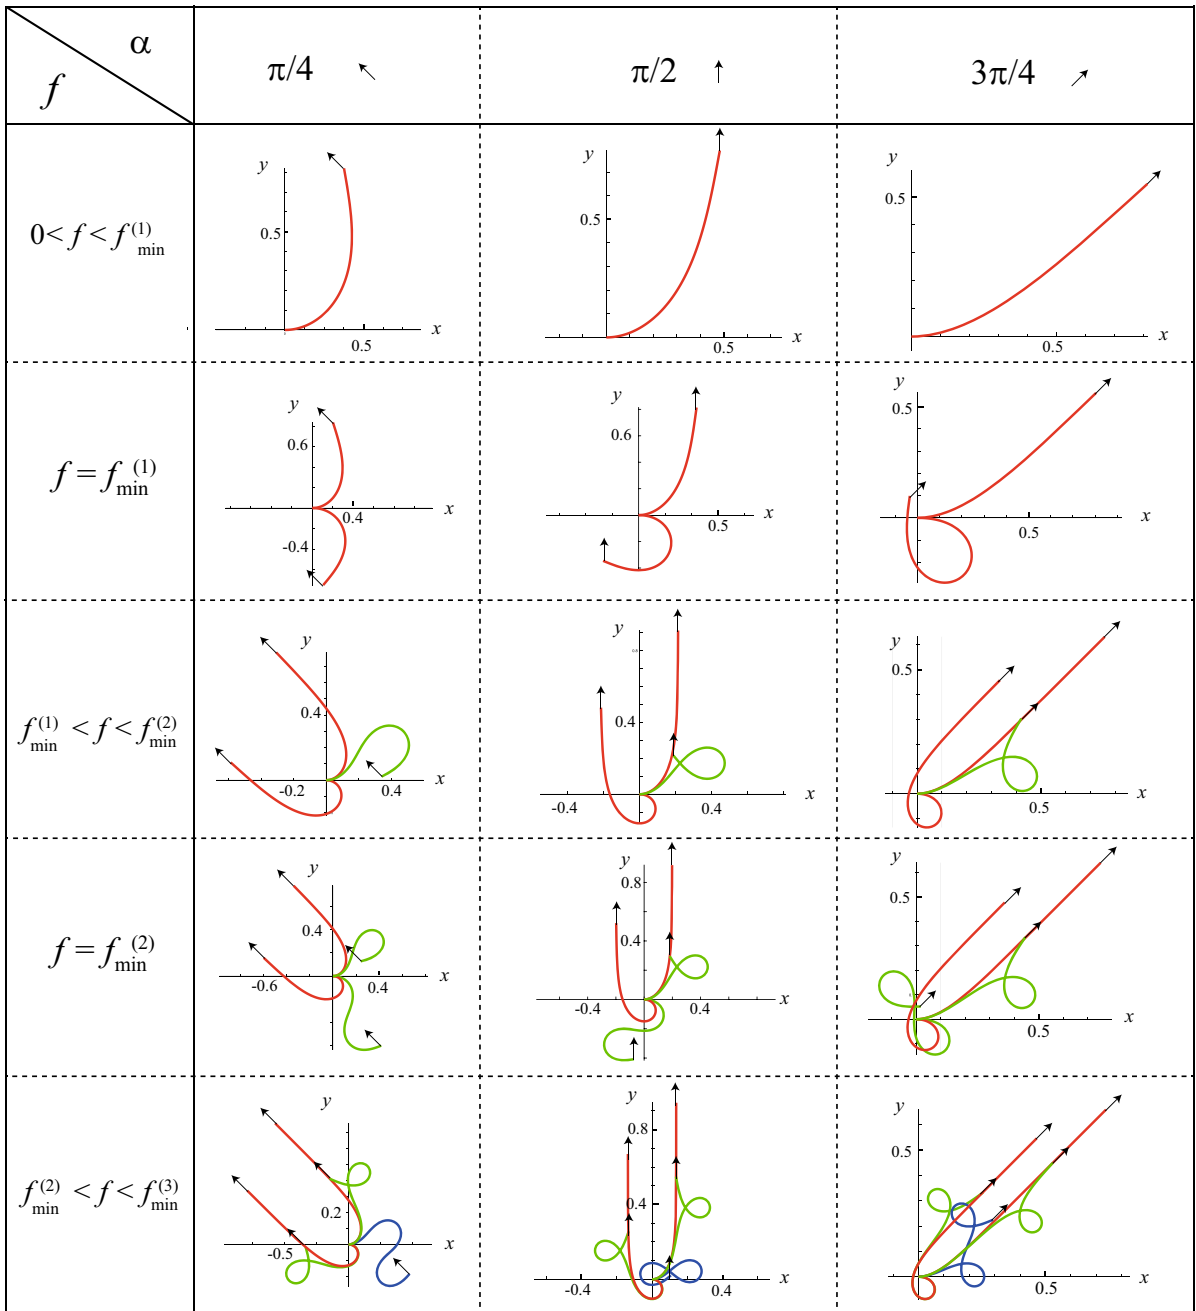 α
f
π/4
π/2
3π/4
0< f < f_min^(1)
y
0.5
x
0.5
y
0.5
x
0.5
y
0.5
x
0.5
f = f_min^(1)
y
0.6
0.4
x
-0.4
y
0.6
0.5
x
y
0.5
0.5
x
f_min^(1) < f < f_min^(2)
y
0.4
-0.2
0.4
x
y
0.4
-0.4
0.4
x
y
0.5
0.5
x
f = f_min^(2)
y
0.4
-0.6
0.4
x
y
0.8
0.4
-0.4
0.4
x
y
0.5
0.5
x
f_min^(2) < f < f_min^(3)
y
0.2
-0.5
x
y
0.8
0.4
-0.4
0.4
x
y
0.5
0.5
x